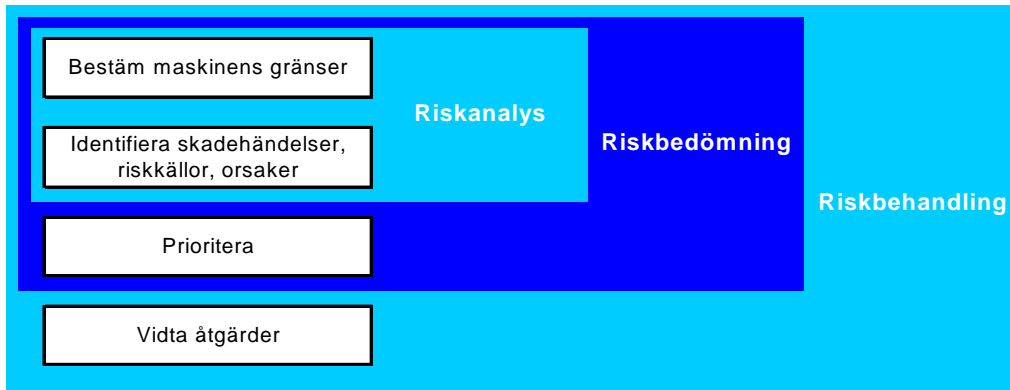 Bestäm maskinens gränser
Riskanalys
Identifiera skadehändelser,
riskkällor, orsaker
Riskbedömning
Riskbehandling
Prioritera
Vidta åtgärder